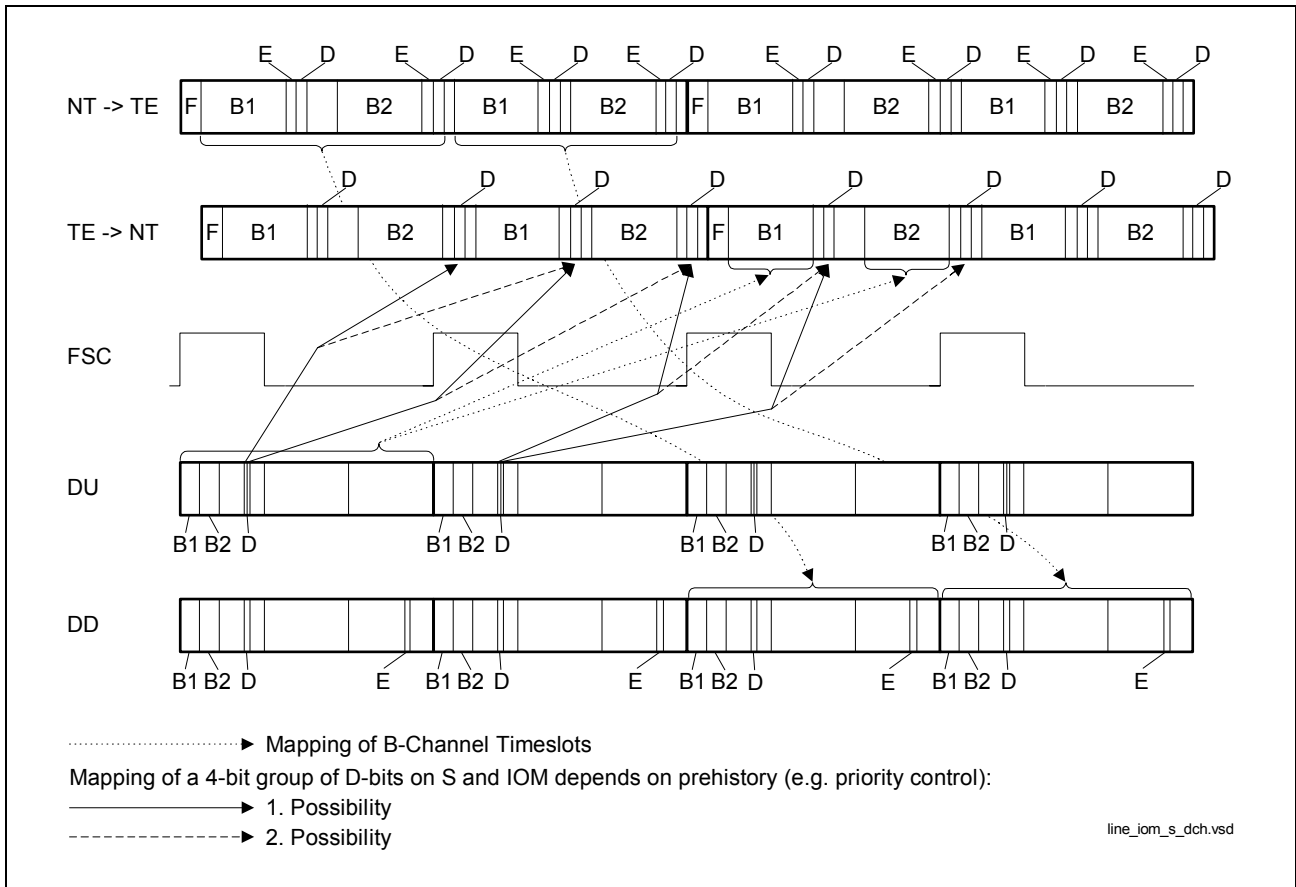 E D E D E D E D E D E D E D E D
NT -> TE F B1 B2 B1 B2 F B1 B2 B1 B2
D D D D D D D D
TE -> NT F B1 B2 B1 B2 F B1 B2 B1 B2
FSC
DU
B1 B2 D B1 B2 D B1 B2 D B1 B2 D
DD
B1 B2 D E B1 B2 D E B1 B2 D E B1 B2 D E
Mapping of B-Channel Timeslots
Mapping of a 4-bit group of D-bits on S and IOM depends on prehistory (e.g. priority control):
1. Possibility
2. Possibility
line_iom_s_dch.vsd